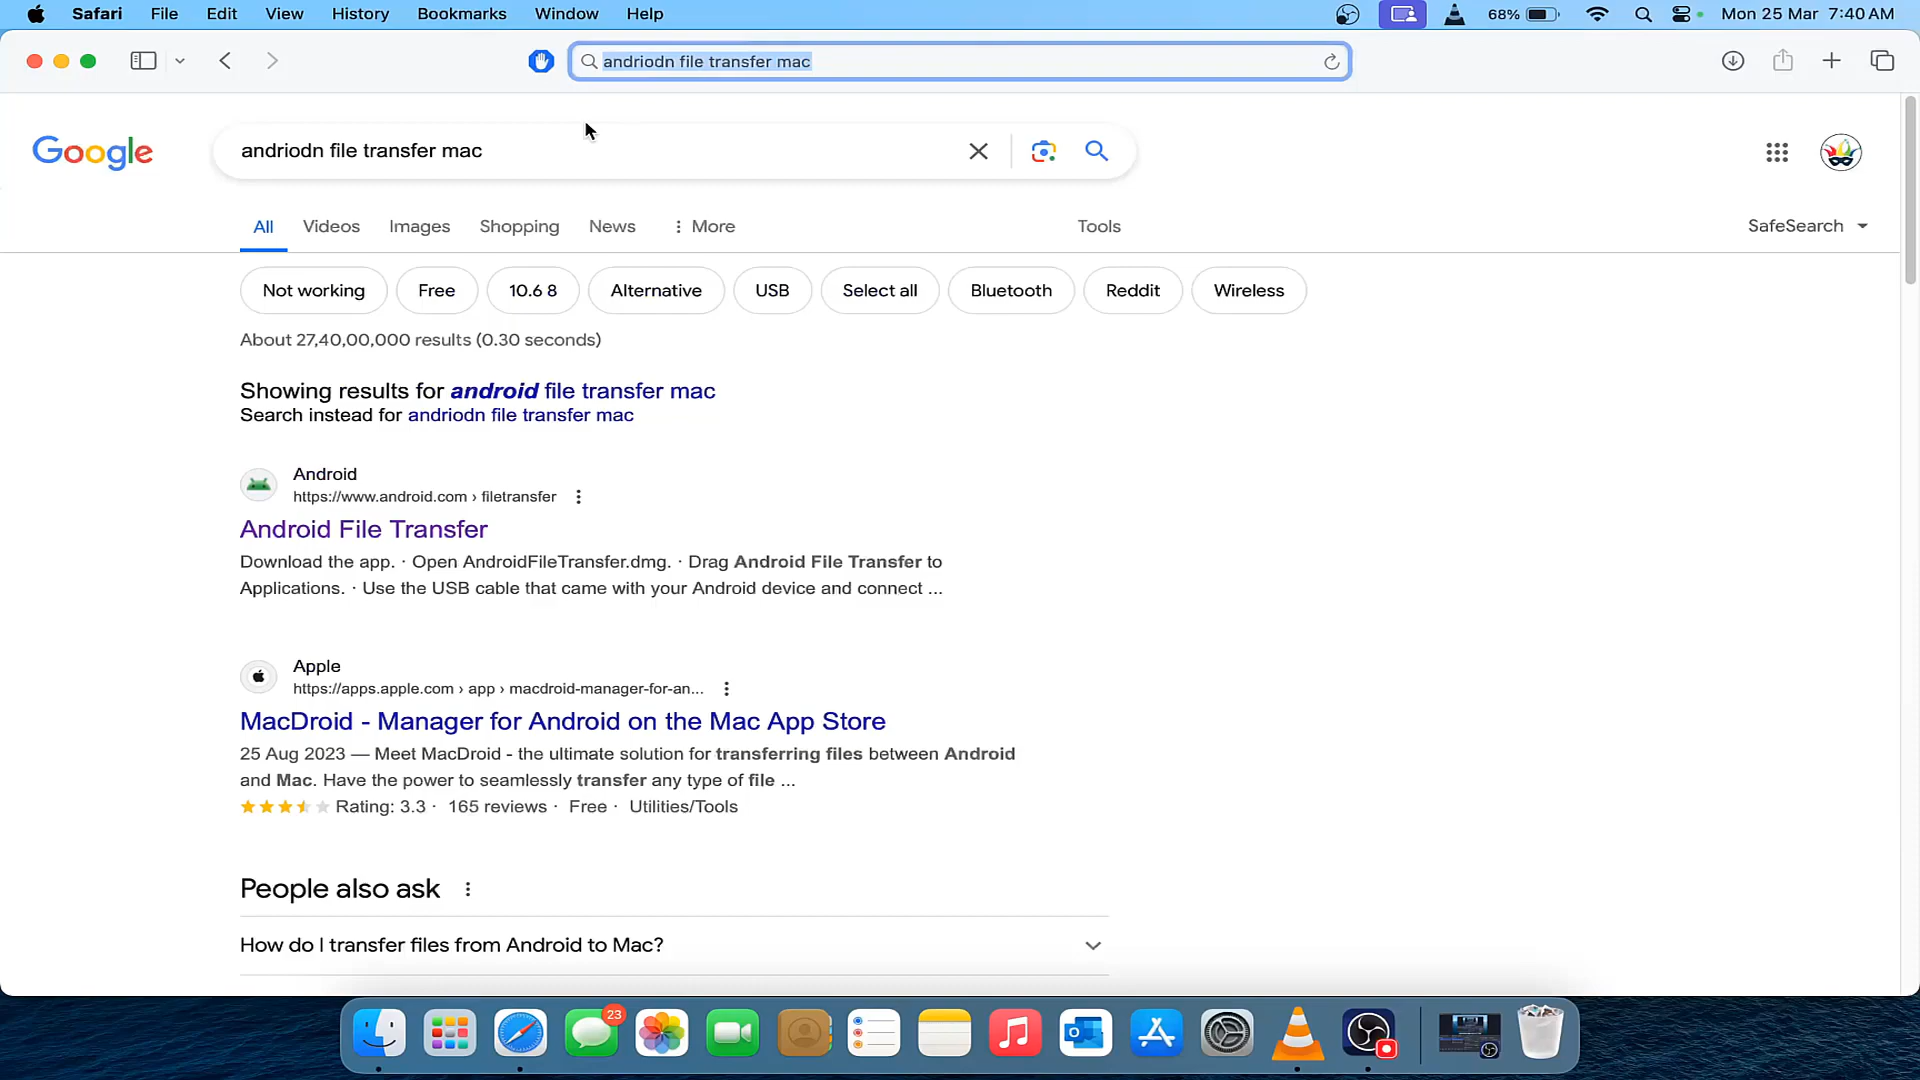 Safari File Edit View History Bookmarks Window Help 68% Mon 25 Mar 7:40 AM
andriodn file transfer mac
Google andriodn file transfer mac
All Videos Images Shopping News More Tools SafeSearch
Not working Free 10.6 8 Alternative USB Select all Bluetooth Reddit Wireless
About 27,40,00,000 results (0.30 seconds)
Showing results for android file transfer mac
Search instead for andriodn file transfer mac
Android
https://www.android.com › filetransfer
Android File Transfer
Download the app. · Open AndroidFileTransfer.dmg. · Drag Android File Transfer to
Applications. · Use the USB cable that came with your Android device and connect ...
Apple
https://apps.apple.com › app › macdroid-manager-for-an...
MacDroid - Manager for Android on the Mac App Store
25 Aug 2023 — Meet MacDroid - the ultimate solution for transferring files between Android
and Mac. Have the power to seamlessly transfer any type of file ...
Rating: 3.3 · 165 reviews · Free · Utilities/Tools
People also ask
How do I transfer files from Android to Mac?
23